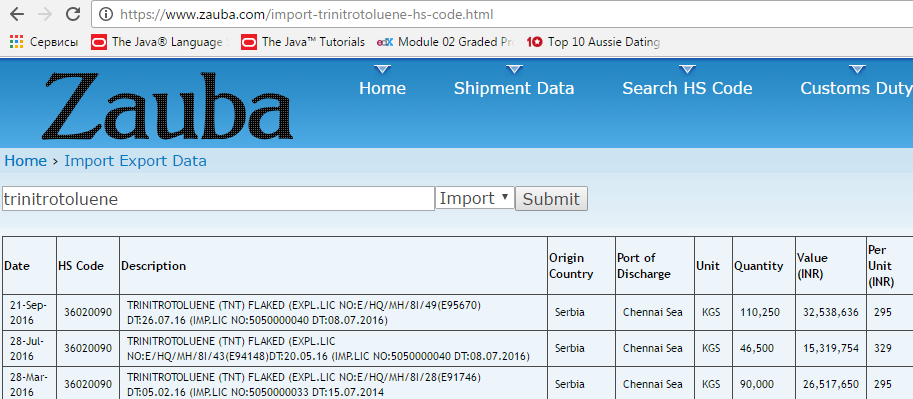 https://www.zauba.com/import-trinitrotoluene-hs-code.html
Сервисы The Java® Language The Java™ Tutorials edX Module 02 Graded Pr 10 Top 10 Aussie Dating
Zauba
Home Shipment Data Search HS Code Customs Duty
Home › Import Export Data
trinitrotoluene Import Submit
Date HS Code Description Origin Country Port of Discharge Unit Quantity Value (INR) Per Unit (INR)
21-Sep-2016 36020090 TRINITROTOLUENE (TNT) FLAKED (EXPL.LIC NO:E/HQ/MH/8I/49(E95670) DT:26.07.16 (IMP.LIC NO:5050000040 DT:08.07.2016) Serbia Chennai Sea KGS 110,250 32,538,636 295
28-Jul-2016 36020090 TRINITROTOLUENE (TNT) FLAKED (EXPL.LIC NO:E/HQ/MH/8I/43(E94148)DT:20.05.16 (IMP.LIC NO:5050000040 DT:08.07.2016) Serbia Chennai Sea KGS 46,500 15,319,754 329
28-Mar-2016 36020090 TRINITROTOLUENE (TNT) FLAKED (EXPL.LIC NO:E/HQ/MH/8I/28(E91746) DT:05.02.16 (IMP.LIC NO:5050000033 DT:15.07.2014 Serbia Chennai Sea KGS 90,000 26,517,650 295